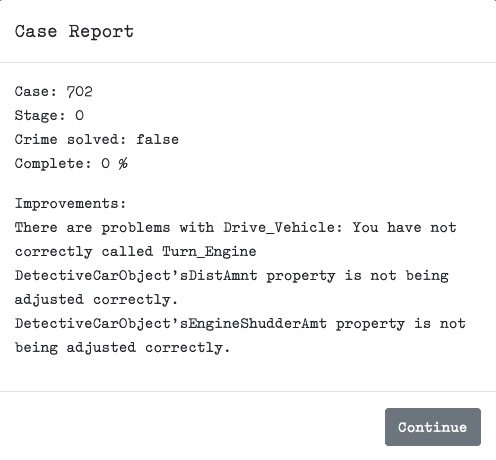 Case Report
Case: 702
Stage: 0
Crime solved: false
Complete: 0 %
Improvements:
There are problems with Drive_Vehicle: You have not
correctly called Turn_Engine
DetectiveCarObject'sDistAmnt property is not being
adjusted correctly.
DetectiveCarObject'sEngineShudderAmt property is not
being adjusted correctly.
Continue